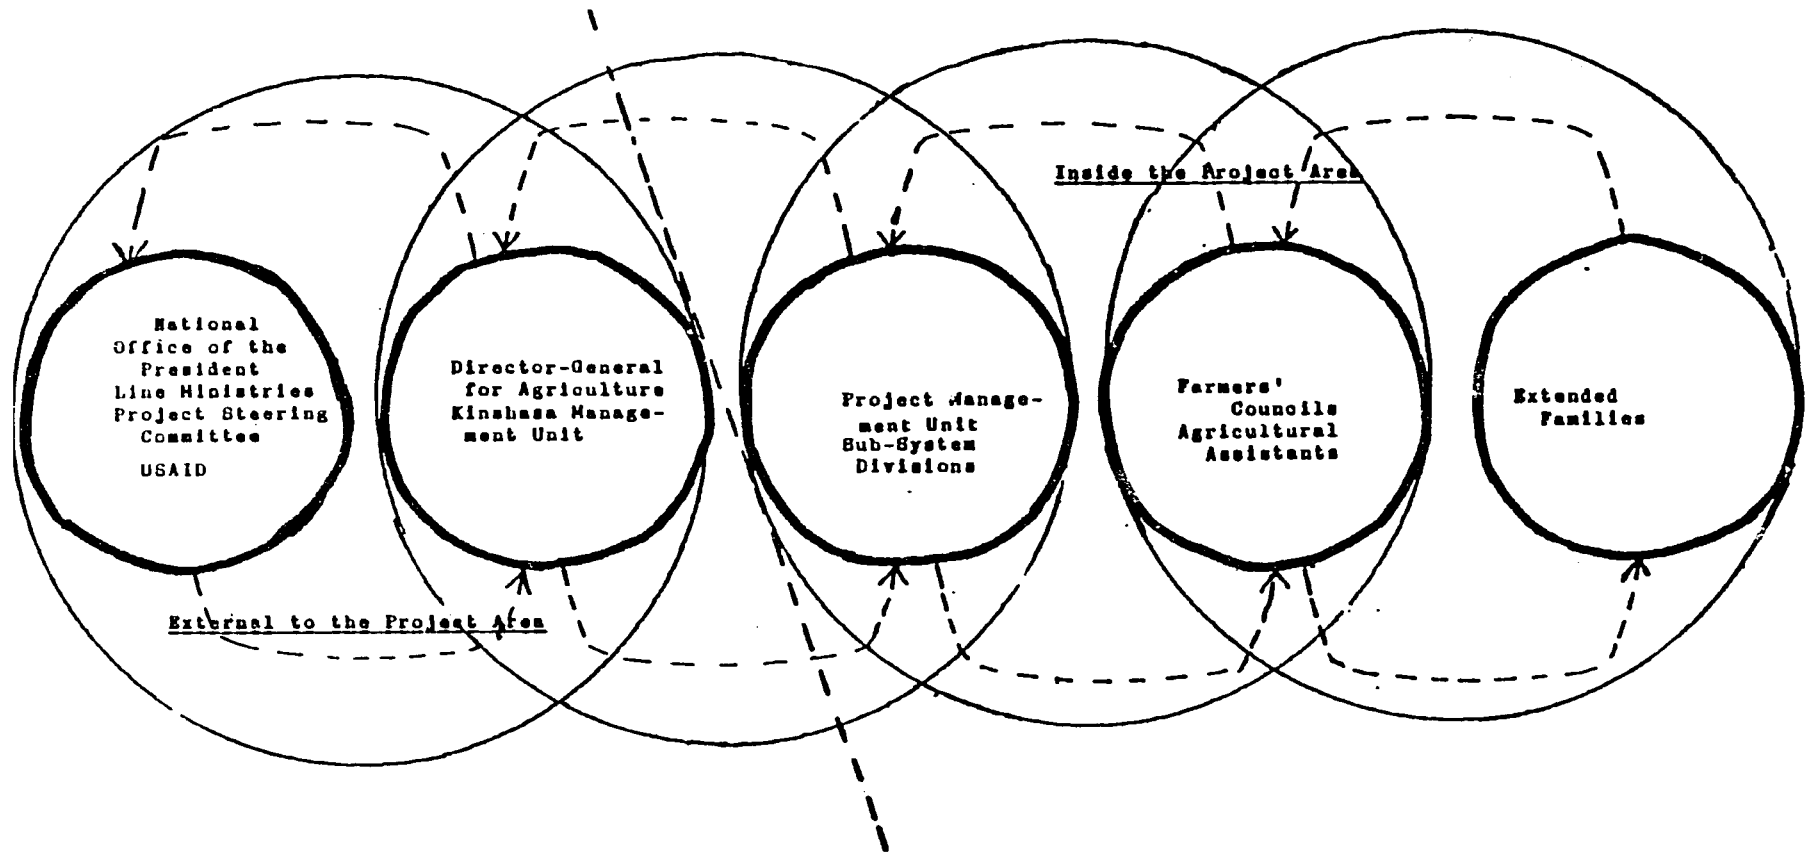 Inside the Project Area
National
Office of the
President
Line Ministries
Project Steering
Committee
USAID
Director-General
for Agriculture
Kinshasa Manage-
ment Unit
Project Manage-
ment Unit
Sub-System
Divisions
Farmers'
Councils
Agricultural
Assistants
Extended
Families
External to the Project Area